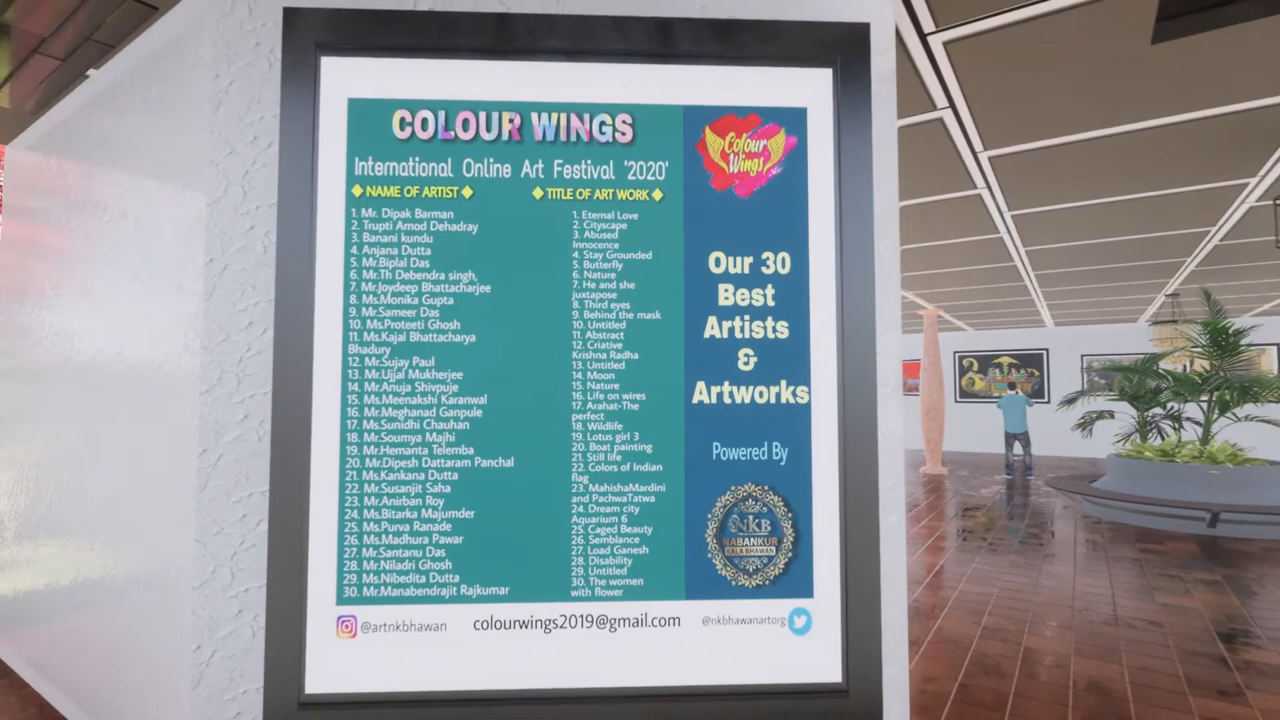 COLOUR WINGS
International Online Art Festival '2020'
NAME OF ARTIST
1. Mr. Dipak Barman
2. Trupti Amod Dehadray
3. Banani kundu
4. Anjana Dutta
5. Mr.Biplal Das
6. Mr.Th Debendra singh,
7. Mr.Joydeep Bhattacharjee
8. Ms.Monika Gupta
9. Mr.Sameer Das
10. Ms.Proteeti Ghosh
11. Ms.Kajal Bhattacharya
Bhadury
12. Mr.Sujay Paul
13. Mr.Ujjal Mukherjee
14. Mr.Anuja Shivpuje
15. Ms.Meenakshi Karanwal
16. Mr.Meghanad Ganpule
17. Ms.Sunidhi Chauhan
18. Mr.Soumya Majhi
19. Mr.Hemanta Telemba
20. Mr.Dipesh Dattaram Panchal
21. Ms.Kankana Dutta
22. Mr.Susanjit Saha
23. Mr.Anirban Roy
24. Ms.Bitarka Majumder
25. Ms.Purva Ranade
26. Ms.Madhura Pawar
27. Mr.Santanu Das
28. Mr.Niladri Ghosh
29. Ms.Nibedita Dutta
30. Mr.Manabendrajit Rajkumar
TITLE OF ART WORK
1. Eternal Love
2. Cityscape
3. Abused
Innocence
4. Stay Grounded
5. Butterfly
6. Nature
7. He and she
juxtapose
8. Third eyes
9. Behind the mask
10. Untitled
11. Abstract
12. Criative
Krishna Radha
13. Untitled
14. Moon
15. Nature
16. Life on wires
17. Arahat-The
perfect
18. Wildlife
19. Lotus girl 3
20. Boat painting
21. Still life
22. Colors of Indian
flag
23. MahishaMardini
and PachwaTatwa
24. Dream city
Aquarium 6
25. Caged Beauty
26. Semblance
27. Load Ganesh
28. Disability
29. Untitled
30. The women
with flower
Colour
Wings
Our 30
Best
Artists
&
Artworks
Powered By
NKB
NABANKUR
KALA BHAWAN
@artnkbhawan
colourwings2019@gmail.com
@nkbhawanartorg